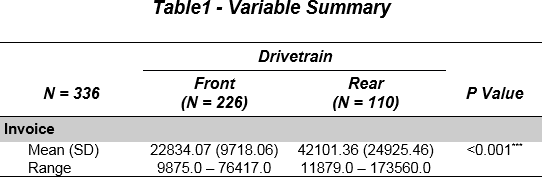 Table1 - Variable Summary
Drivetrain
N = 336 Front (N = 226) Rear (N = 110) P Value
Invoice
Mean (SD) 22834.07 (9718.06) 42101.36 (24925.46) <0.001***
Range 9875.0 – 76417.0 11879.0 – 173560.0